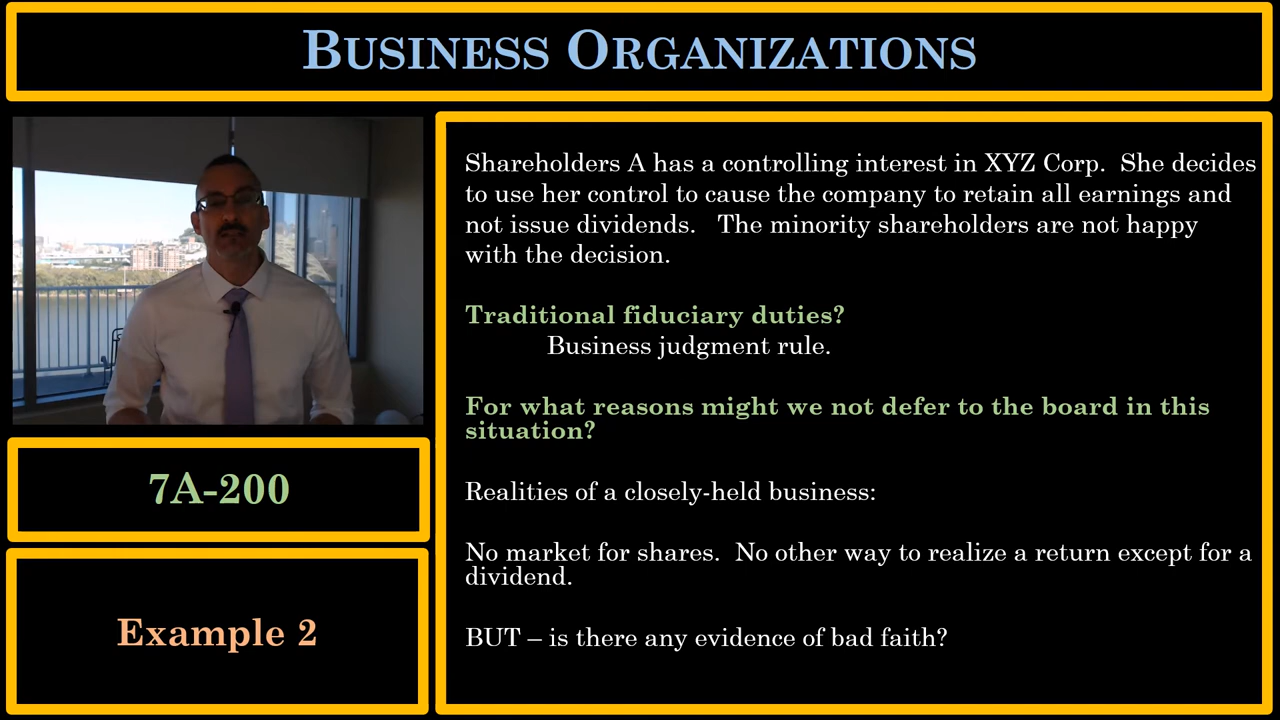 BUSINESS ORGANIZATIONS
Shareholders A has a controlling interest in XYZ Corp. She decides
to use her control to cause the company to retain all earnings and
not issue dividends. The minority shareholders are not happy
with the decision.
Traditional fiduciary duties?
Business judgment rule.
For what reasons might we not defer to the board in this
situation?
Realities of a closely-held business:
No market for shares. No other way to realize a return except for a
dividend.
BUT – is there any evidence of bad faith?
7A-200
Example 2